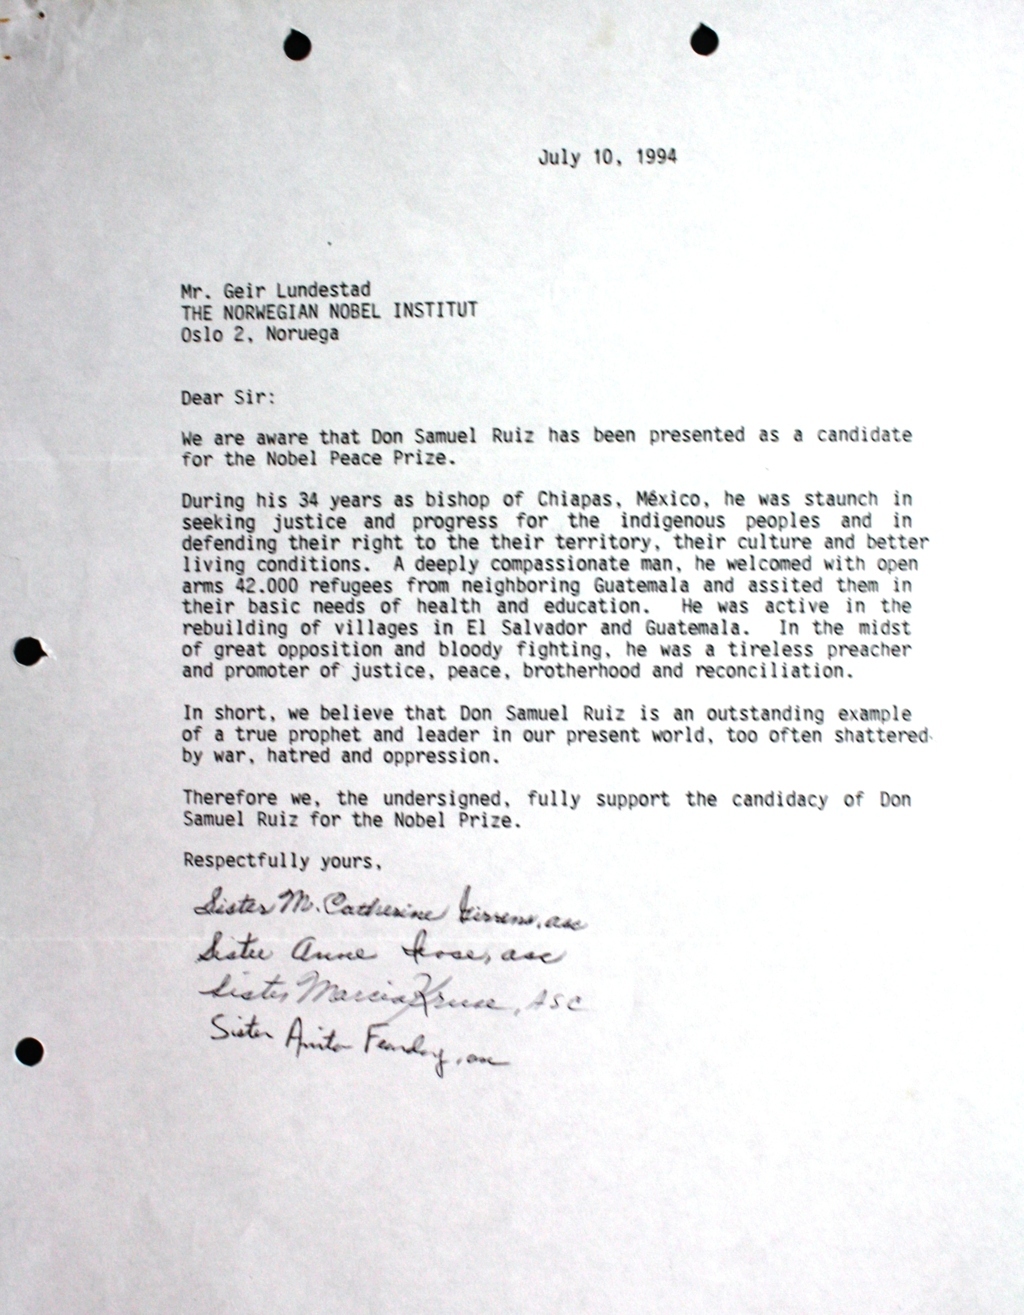 July 10, 1994
Mr. Geir Lundestad
THE NORWEGIAN NOBEL INSTITUT
Oslo 2, Noruega
Dear Sir:
We are aware that Don Samuel Ruiz has been presented as a candidate
for the Nobel Peace Prize.
During his 34 years as bishop of Chiapas, México, he was staunch in
seeking justice and progress for the indigenous peoples and in
defending their right to the their territory, their culture and better
living conditions. A deeply compassionate man, he welcomed with open
arms 42.000 refugees from neighboring Guatemala and assited them in
their basic needs of health and education. He was active in the
rebuilding of villages in El Salvador and Guatemala. In the midst
of great opposition and bloody fighting, he was a tireless preacher
and promoter of justice, peace, brotherhood and reconciliation.
In short, we believe that Don Samuel Ruiz is an outstanding example
of a true prophet and leader in our present world, too often shattered
by war, hatred and oppression.
Therefore we, the undersigned, fully support the candidacy of Don
Samuel Ruiz for the Nobel Prize.
Respectfully yours,
Sister M. Catherine asc
Sister Anne asc
Sister Marcia Kruse, ASC
Sister Anita